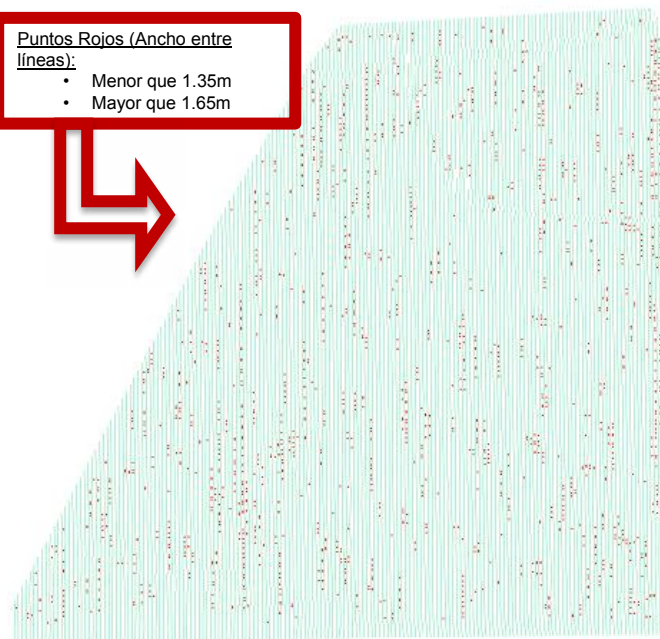 Puntos Rojos (Ancho entre
líneas):
• Menor que 1.35m
• Mayor que 1.65m